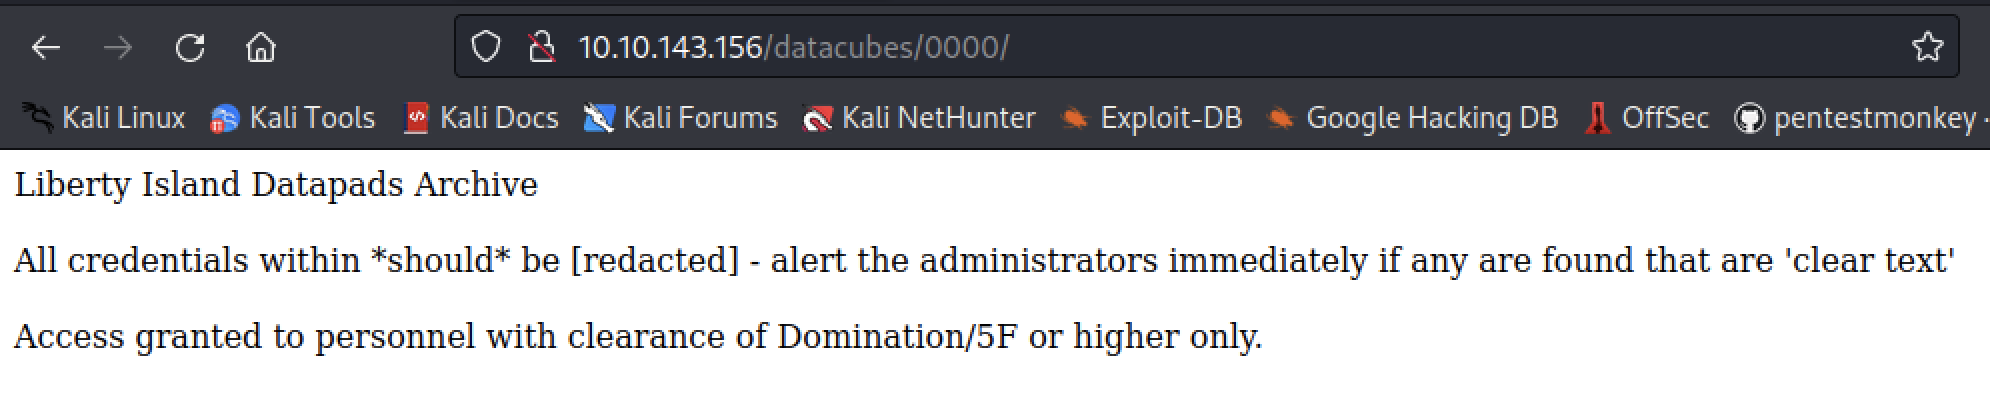 10.10.143.156/datacubes/0000/
Kali Linux Kali Tools Kali Docs Kali Forums Kali NetHunter Exploit-DB Google Hacking DB OffSec pentestmonkey
Liberty Island Datapads Archive
All credentials within *should* be [redacted] - alert the administrators immediately if any are found that are 'clear text'
Access granted to personnel with clearance of Domination/5F or higher only.